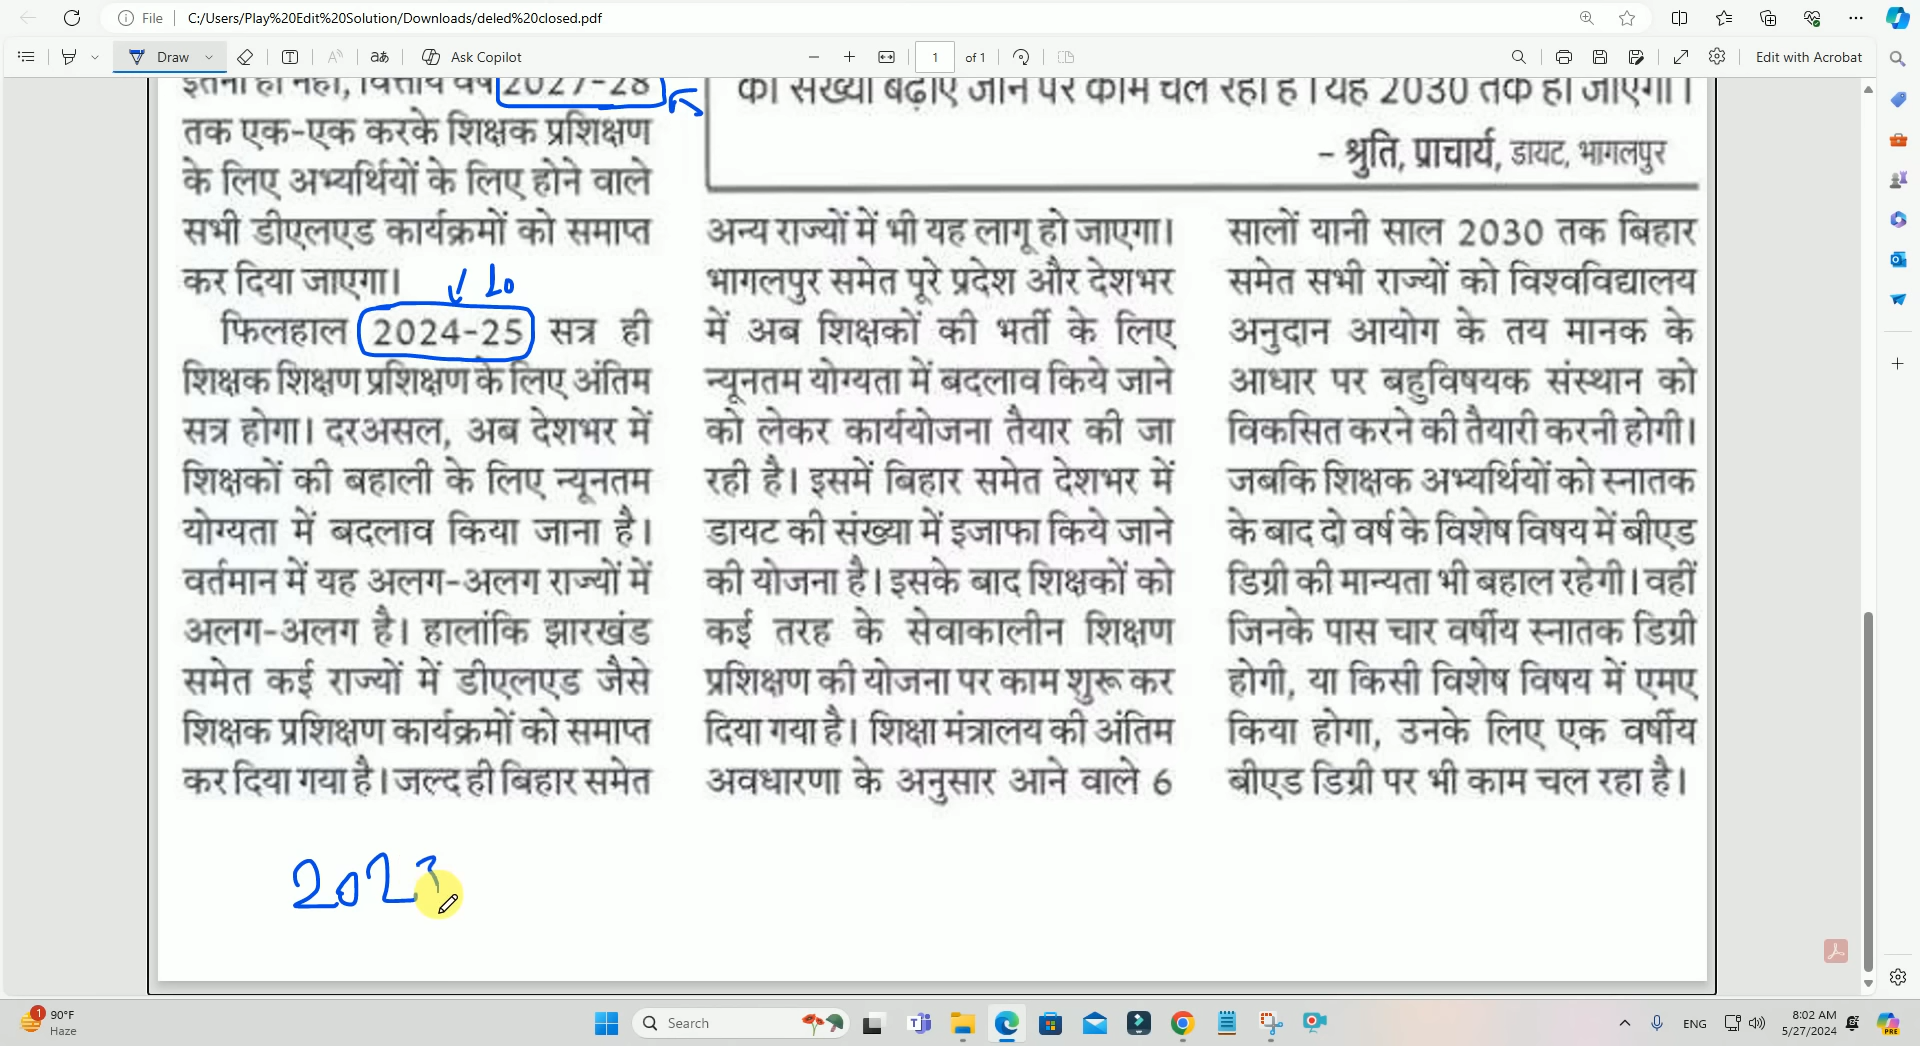 File
C:/Users/Play%20Edit%20Solution/Downloads/deled%20closed.pdf
Draw
Ask Copilot
1 of 1
Edit with Acrobat
इतना ही नहीं, वित्तीय वर्ष 2027-28
तक एक-एक करके शिक्षक प्रशिक्षण
के लिए अभ्यर्थियों के लिए होने वाले
सभी डीएलएड कार्यक्रमों को समाप्त
कर दिया जाएगा।
फिलहाल 2024-25 सत्र ही
शिक्षक शिक्षण प्रशिक्षण के लिए अंतिम
सत्र होगा। दरअसल, अब देशभर में
शिक्षकों की बहाली के लिए न्यूनतम
योग्यता में बदलाव किया जाना है।
वर्तमान में यह अलग-अलग राज्यों में
अलग-अलग है। हालांकि झारखंड
समेत कई राज्यों में डीएलएड जैसे
शिक्षक प्रशिक्षण कार्यक्रमों को समाप्त
कर दिया गया है। जल्द ही बिहार समेत
की संख्या बढ़ाए जाने पर काम चल रहा है। यह 2030 तक हो जाएगा।
– श्रुति, प्राचार्य, डायट, भागलपुर
अन्य राज्यों में भी यह लागू हो जाएगा।
भागलपुर समेत पूरे प्रदेश और देशभर
में अब शिक्षकों की भर्ती के लिए
न्यूनतम योग्यता में बदलाव किये जाने
को लेकर कार्ययोजना तैयार की जा
रही है। इसमें बिहार समेत देशभर में
डायट की संख्या में इजाफा किये जाने
की योजना है। इसके बाद शिक्षकों को
कई तरह के सेवाकालीन शिक्षण
प्रशिक्षण की योजना पर काम शुरू कर
दिया गया है। शिक्षा मंत्रालय की अंतिम
अवधारणा के अनुसार आने वाले 6
सालों यानी साल 2030 तक बिहार
समेत सभी राज्यों को विश्वविद्यालय
अनुदान आयोग के तय मानक के
आधार पर बहुविषयक संस्थान को
विकसित करने की तैयारी करनी होगी।
जबकि शिक्षक अभ्यर्थियों को स्नातक
के बाद दो वर्ष के विशेष विषय में बीएड
डिग्री की मान्यता भी बहाल रहेगी। वहीं
जिनके पास चार वर्षीय स्नातक डिग्री
होगी, या किसी विशेष विषय में एमए
किया होगा, उनके लिए एक वर्षीय
बीएड डिग्री पर भी काम चल रहा है।
202
1
90°F
Haze
Search
ENG
8:02 AM
5/27/2024
PRE